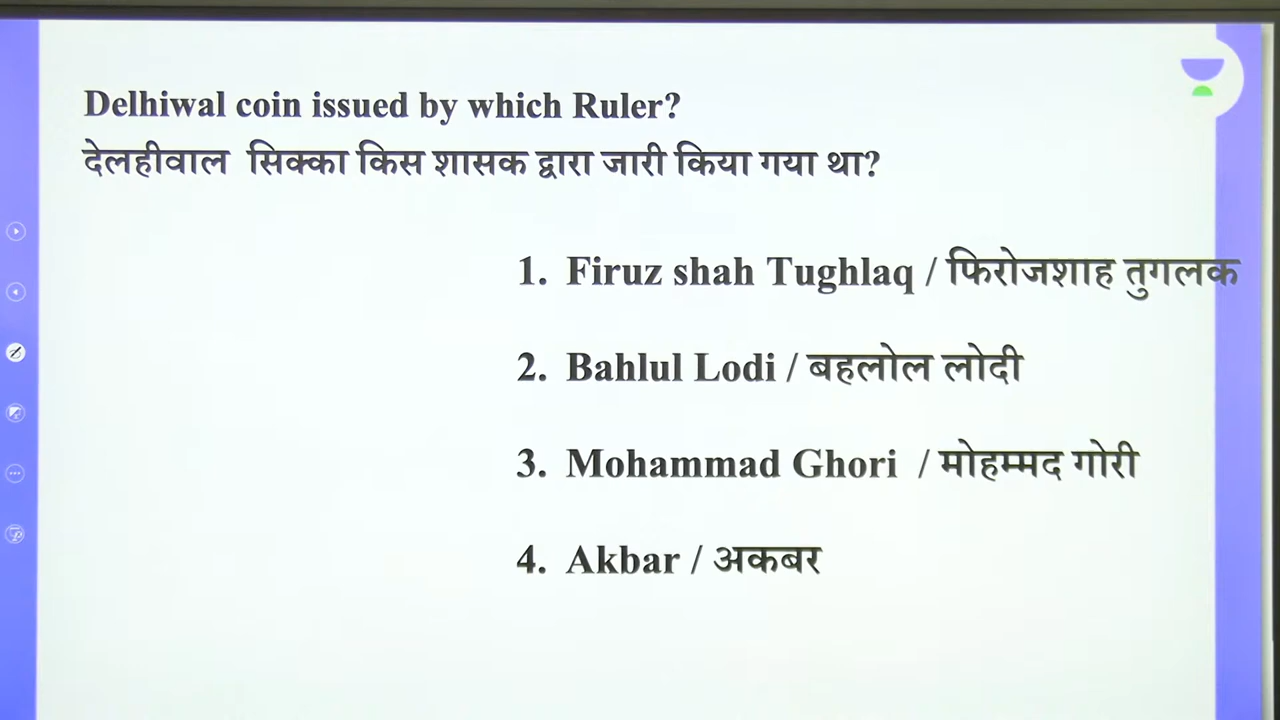 Delhiwal coin issued by which Ruler?
देलहीवाल सिक्का किस शासक द्वारा जारी किया गया था?
1. Firuz shah Tughlaq / फिरोजशाह तुगलक
2. Bahlul Lodi / बहलोल लोदी
3. Mohammad Ghori / मोहम्मद गोरी
4. Akbar / अकबर